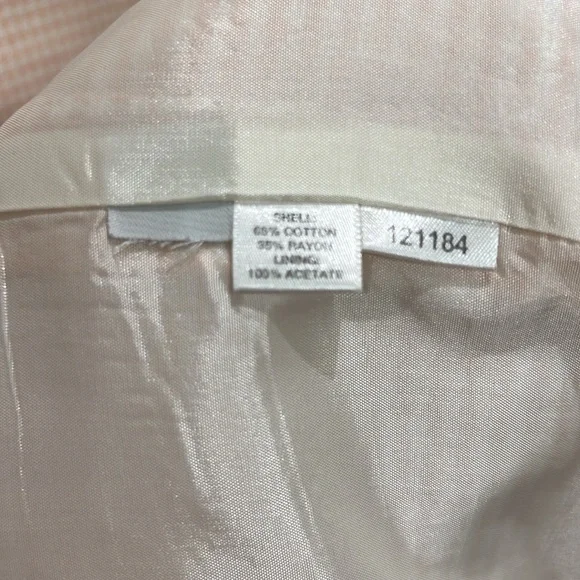 SHELL:
65% COTTON
35% RAYON
LINING:
100% ACETATE
121184